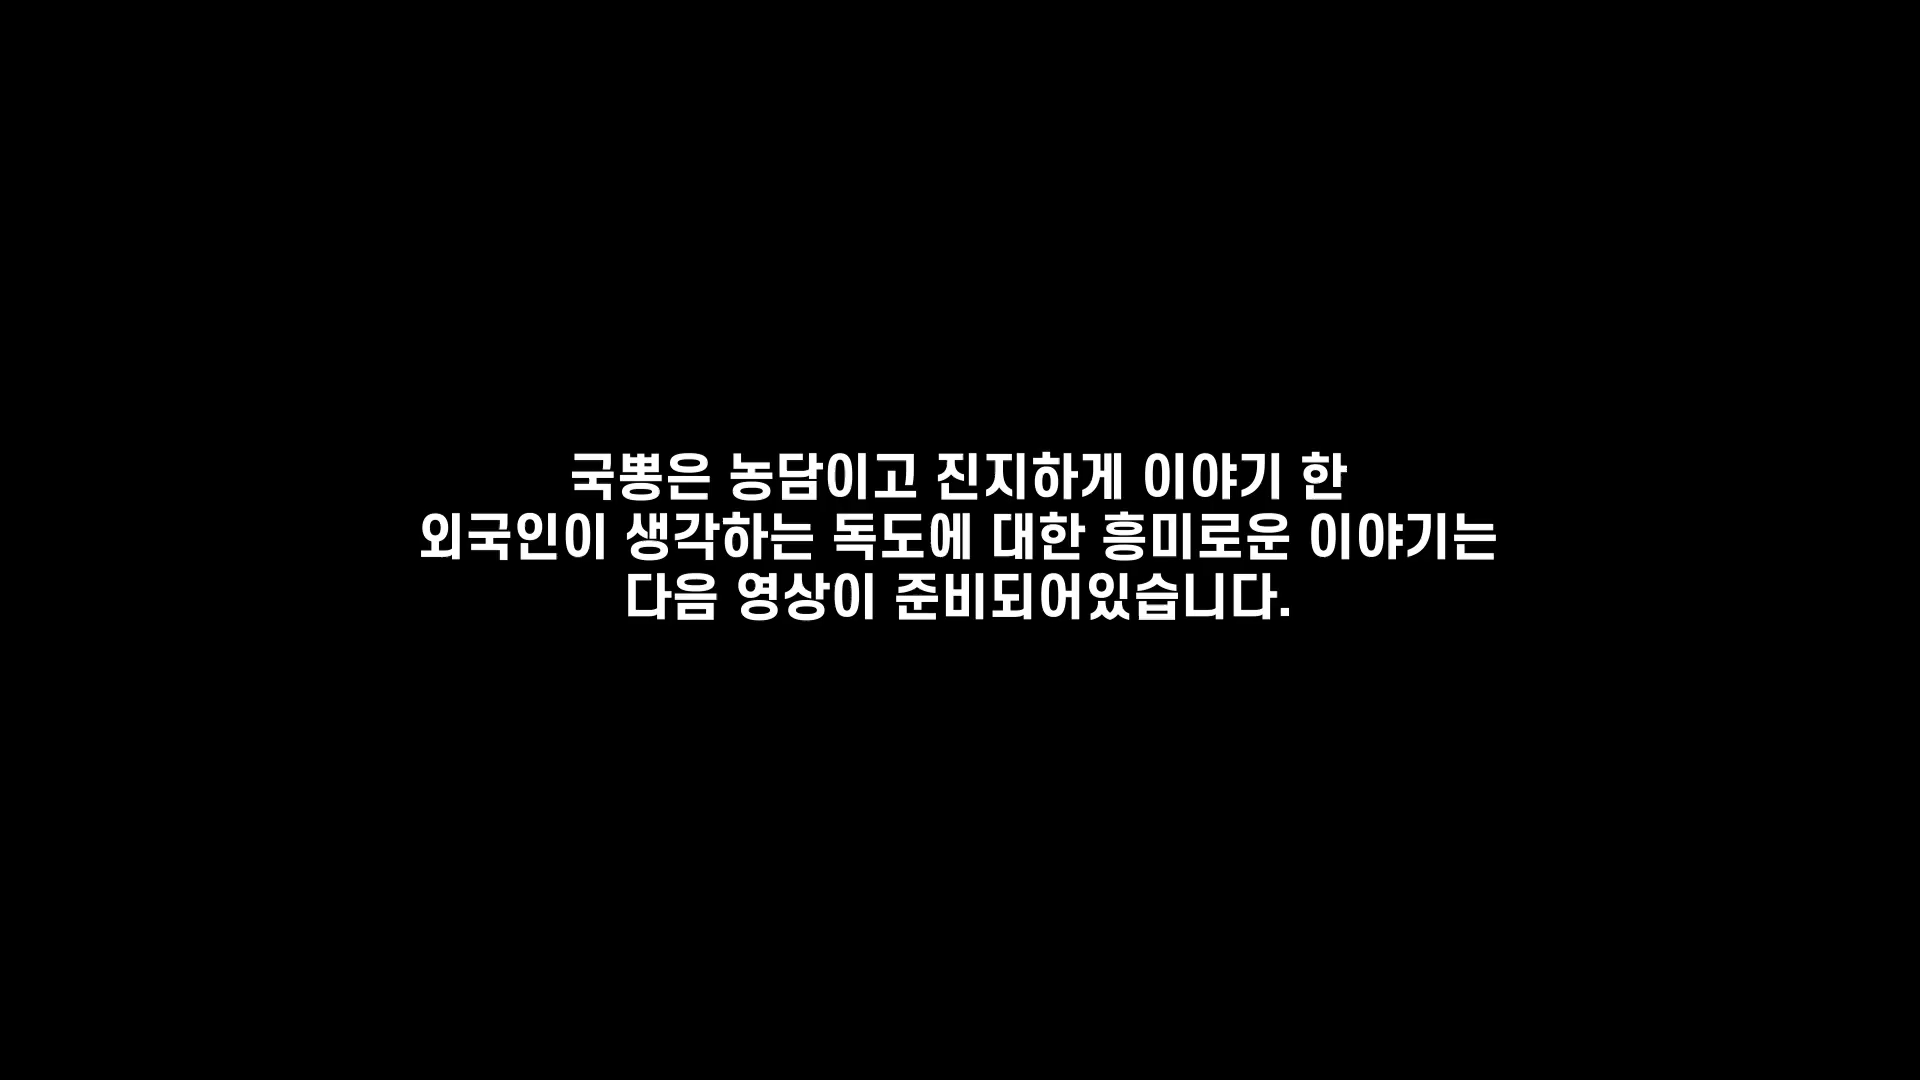 국뽕은 농담이고 진지하게 이야기 한
외국인이 생각하는 독도에 대한 흥미로운 이야기는
다음 영상이 준비되어있습니다.